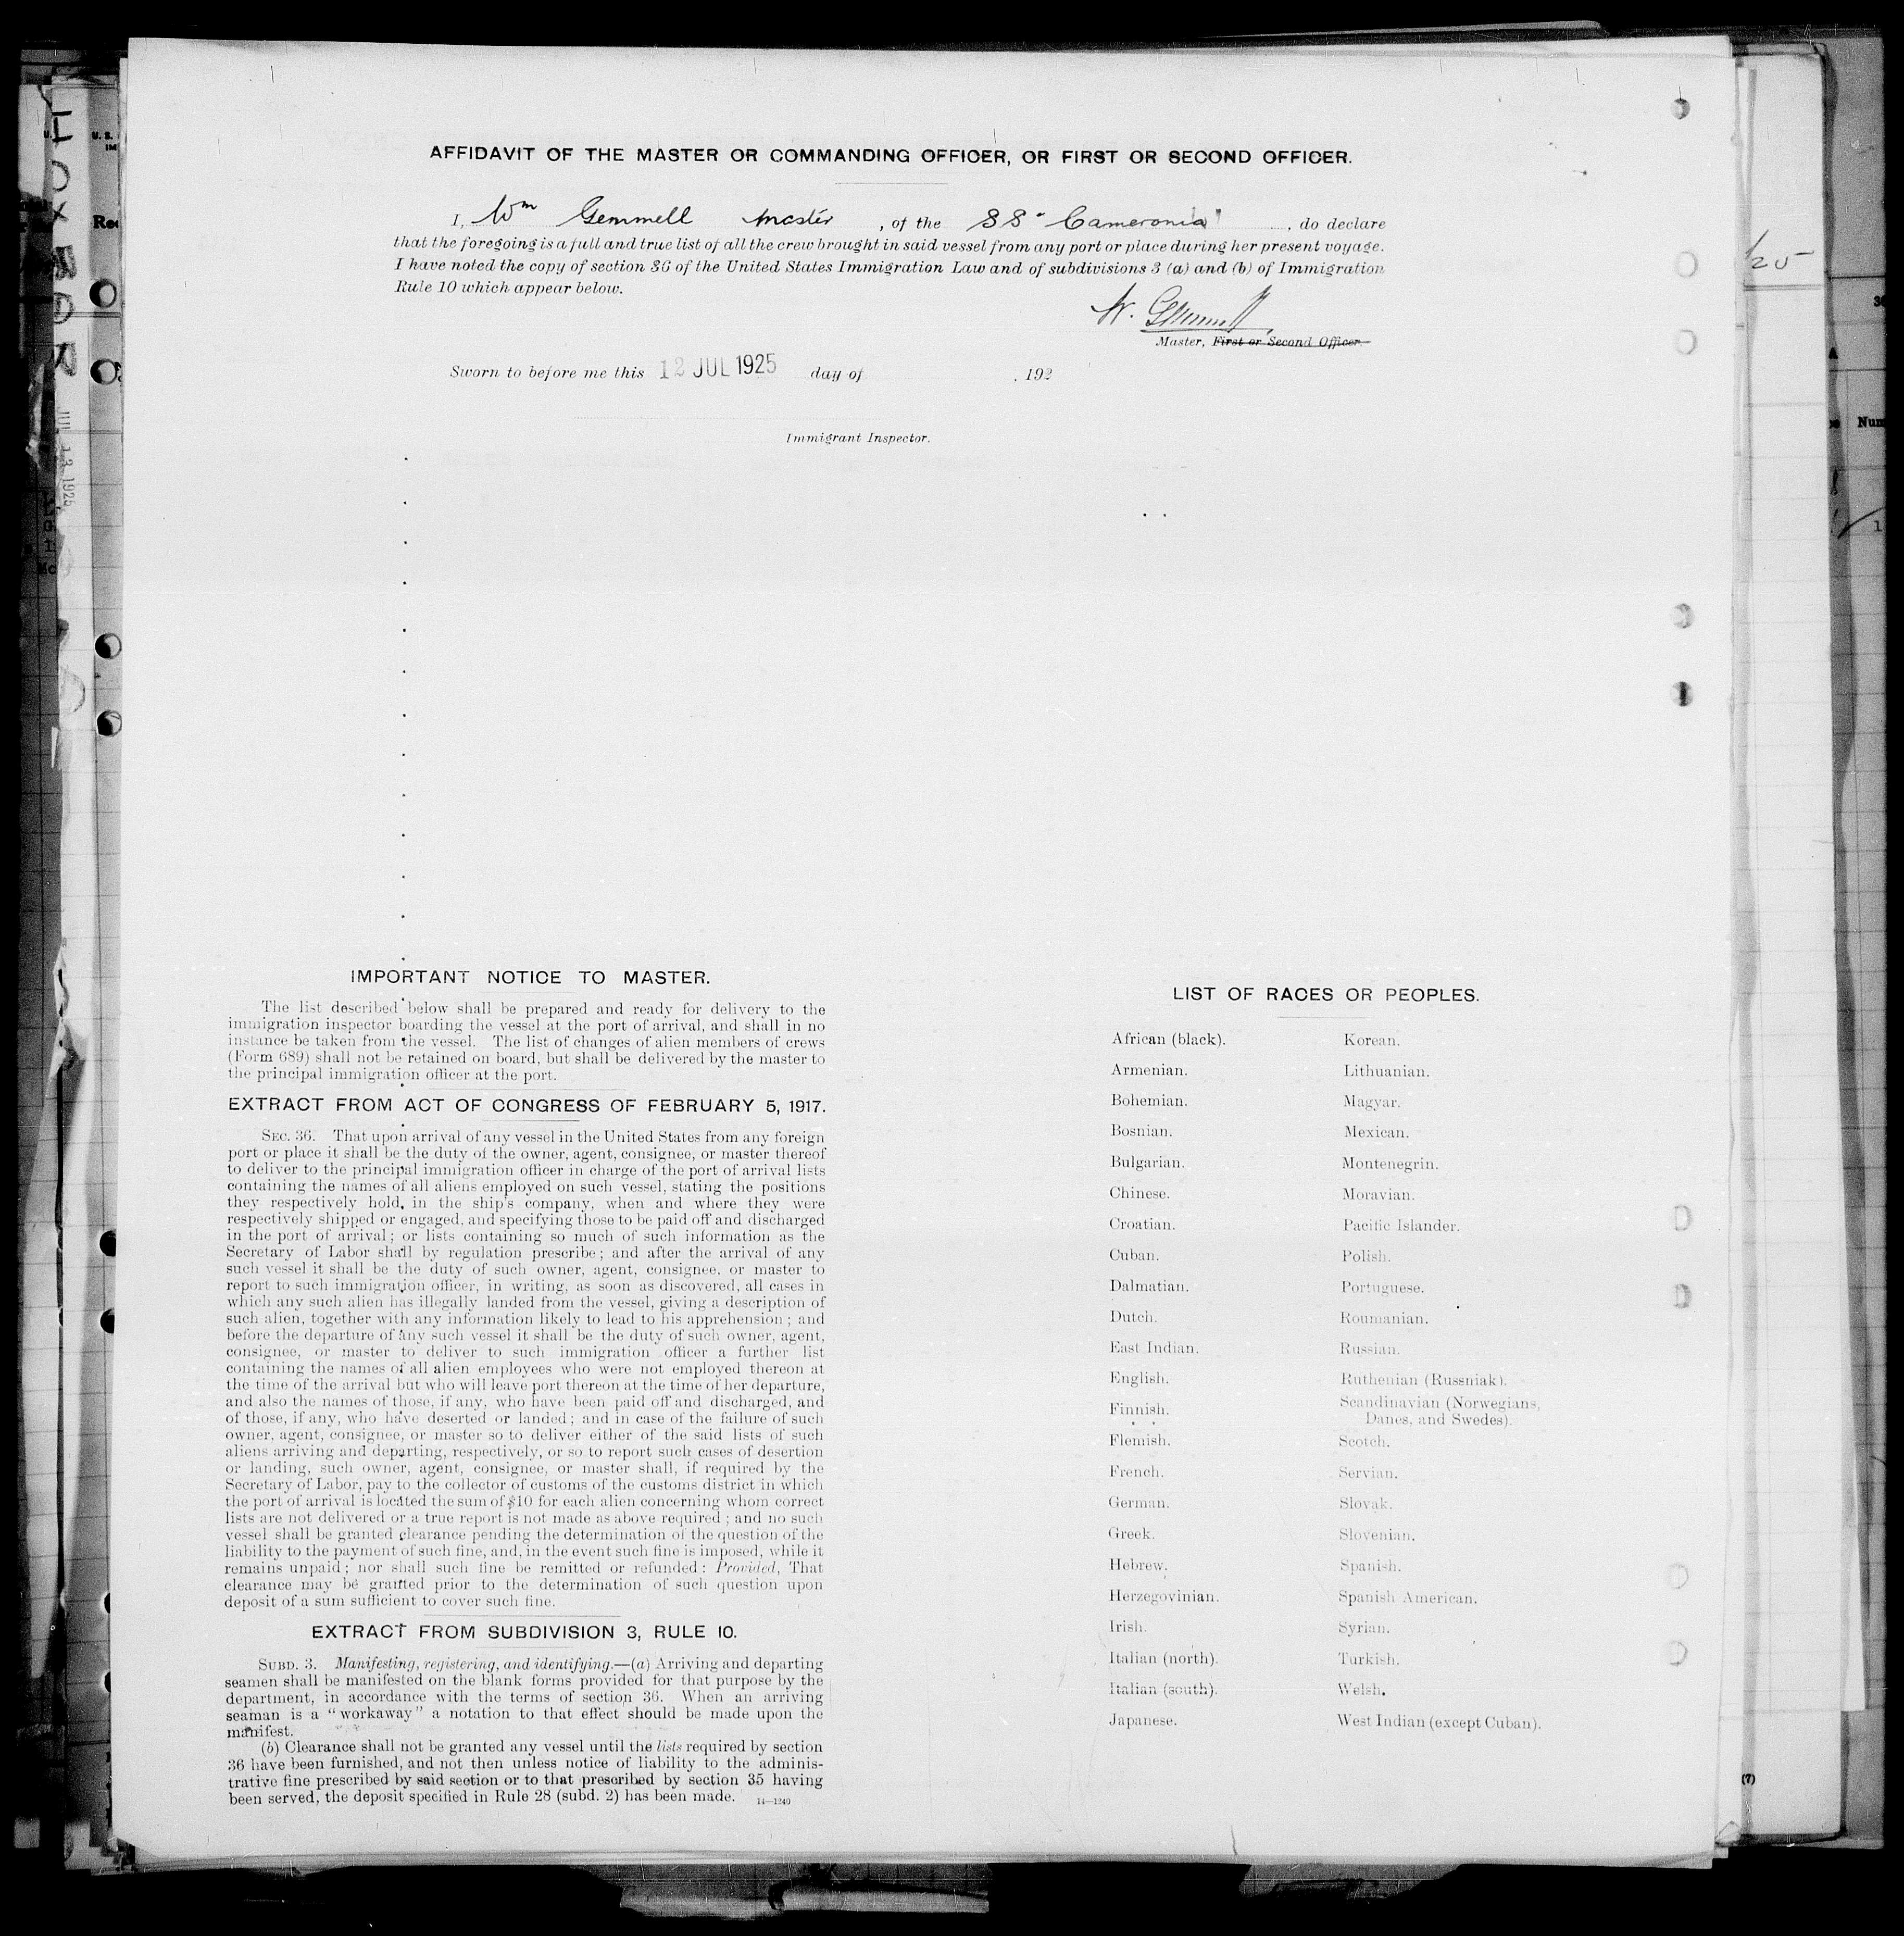 AFFIDAVIT OF THE MASTER OR COMMANDING OFFICER, OR FIRST OR SECOND OFFICER.
I, Wm Gemmell Master, of the SS "Cameronia", do declare
that the foregoing is a full and true list of all the crew brought in said vessel from any port or place during her present voyage.
I have noted the copy of section 36 of the United States Immigration Law and of subdivisions 3 (a) and (b) of Immigration
Rule 10 which appear below.
W. Gemmell
Master, First or Second Officer.
Sworn to before me this 12 JUL 1925 day of , 192
Immigrant Inspector.
IMPORTANT NOTICE TO MASTER.
The list described below shall be prepared and ready for delivery to the
immigration inspector boarding the vessel at the port of arrival, and shall in no
instance be taken from the vessel. The list of changes of alien members of crews
(Form 689) shall not be retained on board, but shall be delivered by the master to
the principal immigration officer at the port.
EXTRACT FROM ACT OF CONGRESS OF FEBRUARY 5, 1917.
SEC. 36. That upon arrival of any vessel in the United States from any foreign
port or place it shall be the duty of the owner, agent, consignee, or master thereof
to deliver to the principal immigration officer in charge of the port of arrival lists
containing the names of all aliens employed on such vessel, stating the positions
they respectively hold in the ship's company, when and where they were
respectively shipped or engaged, and specifying those to be paid off and discharged
in the port of arrival; or lists containing so much of such information as the
Secretary of Labor shall by regulation prescribe; and after the arrival of any
such vessel it shall be the duty of such owner, agent, consignee, or master to
report to such immigration officer, in writing, as soon as discovered, all cases in
which any such alien has illegally landed from the vessel, giving a description of
such alien, together with any information likely to lead to his apprehension; and
before the departure of any such vessel it shall be the duty of such owner, agent,
consignee, or master to deliver to such immigration officer a further list
containing the names of all alien employees who were not employed thereon at
the time of the arrival but who will leave port thereon at the time of her departure,
and also the names of those, if any, who have been paid off and discharged, and
of those, if any, who have deserted or landed; and in case of the failure of such
owner, agent, consignee, or master so to deliver either of the said lists of such
aliens arriving and departing, respectively, or so to report such cases of desertion
or landing, such owner, agent, consignee, or master shall, if required by the
Secretary of Labor, pay to the collector of customs of the customs district in which
the port of arrival is located the sum of $10 for each alien concerning whom correct
lists are not delivered or a true report is not made as above required; and no such
vessel shall be granted clearance pending the determination of the question of the
liability to the payment of such fine, and, in the event such fine is imposed, while it
remains unpaid; nor shall such fine be remitted or refunded: Provided, That
clearance may be granted prior to the determination of such question upon
deposit of a sum sufficient to cover such fine.
EXTRACT FROM SUBDIVISION 3, RULE 10.
SUBD. 3. Manifesting, registering, and identifying.—(a) Arriving and departing
seamen shall be manifested on the blank forms provided for that purpose by the
department, in accordance with the terms of section 36. When an arriving
seaman is a "workaway" a notation to that effect should be made upon the
manifest.
(b) Clearance shall not be granted any vessel until the lists required by section
36 have been furnished, and not then unless notice of liability to the adminis-
trative fine prescribed by said section or to that prescribed by section 35 having
been served, the deposit specified in Rule 28 (subd. 2) has been made. 14—1240
LIST OF RACES OR PEOPLES.
African (black).
Armenian.
Bohemian.
Bosnian.
Bulgarian.
Chinese.
Croatian.
Cuban.
Dalmatian.
Dutch.
East Indian.
English.
Finnish.
Flemish.
French.
German.
Greek.
Hebrew.
Herzegovinian.
Irish.
Italian (north).
Italian (south).
Japanese.
Korean.
Lithuanian.
Magyar.
Mexican.
Montenegrin.
Moravian.
Pacific Islander.
Polish.
Portuguese.
Roumanian.
Russian.
Ruthenian (Russniak).
Scandinavian (Norwegians,
Danes, and Swedes).
Scotch.
Servian.
Slovak.
Slovenian.
Spanish.
Spanish American.
Syrian.
Turkish.
Welsh.
West Indian (except Cuban).
JUL 13 1925
U. S.
(7)